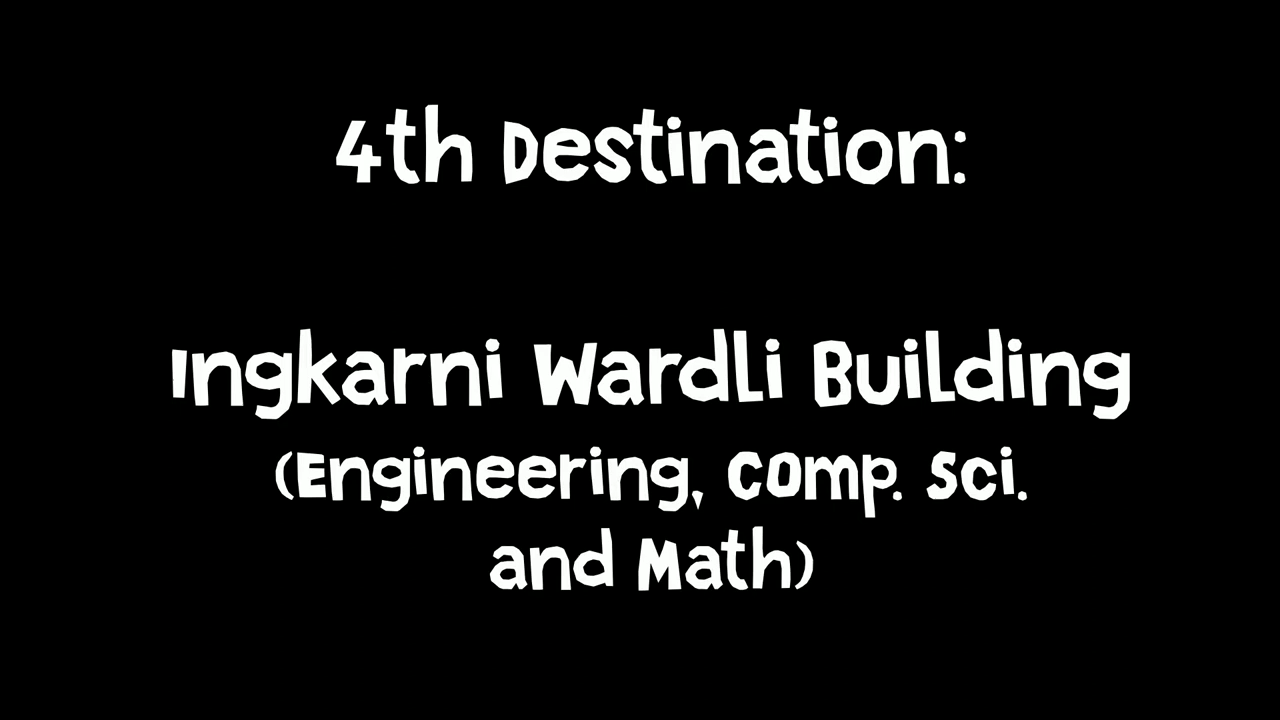 4th Destination:
Ingkarni Wardli Building
(Engineering, Comp. Sci.
and Math)